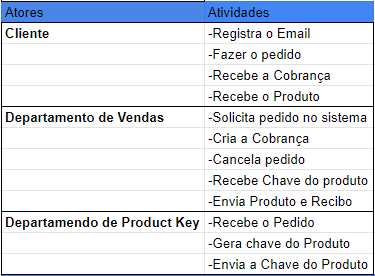 Atores Atividades
Cliente -Registra o Email
-Fazer o pedido
-Recebe a Cobrança
-Recebe o Produto
Departamento de Vendas -Solicita pedido no sistema
-Cria a Cobrança
-Cancela pedido
-Recebe Chave do produto
-Envia Produto e Recibo
Departamendo de Product Key -Recebe o Pedido
-Gera chave do Produto
-Envia a Chave do Produto